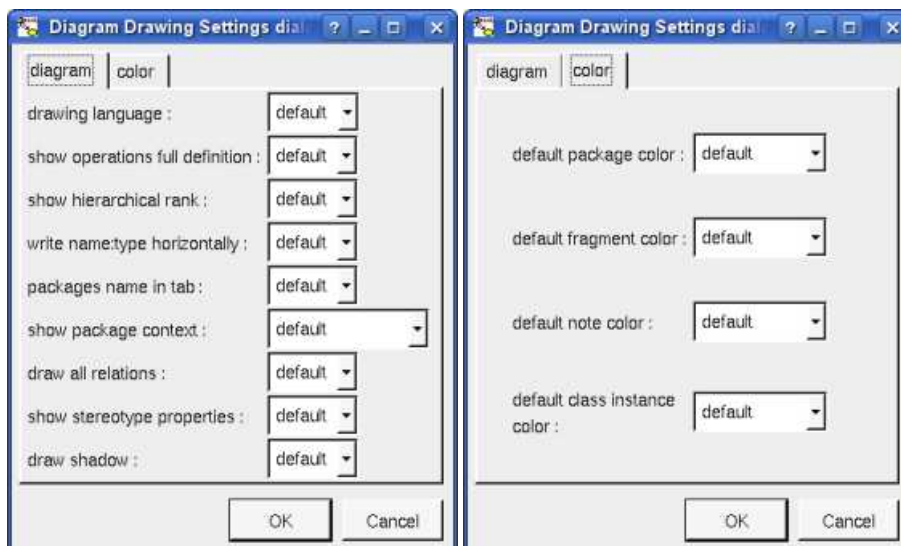 Diagram Drawing Settings dial
diagram color
drawing language : default
show operations full definition : default
show hierarchical rank : default
write name:type horizontally : default
packages name in tab : default
show package context : default
draw all relations : default
show stereotype properties : default
draw shadow : default
OK Cancel
Diagram Drawing Settings dial
diagram color
default package color : default
default fragment color : default
default note color : default
default class instance
color : default
OK Cancel